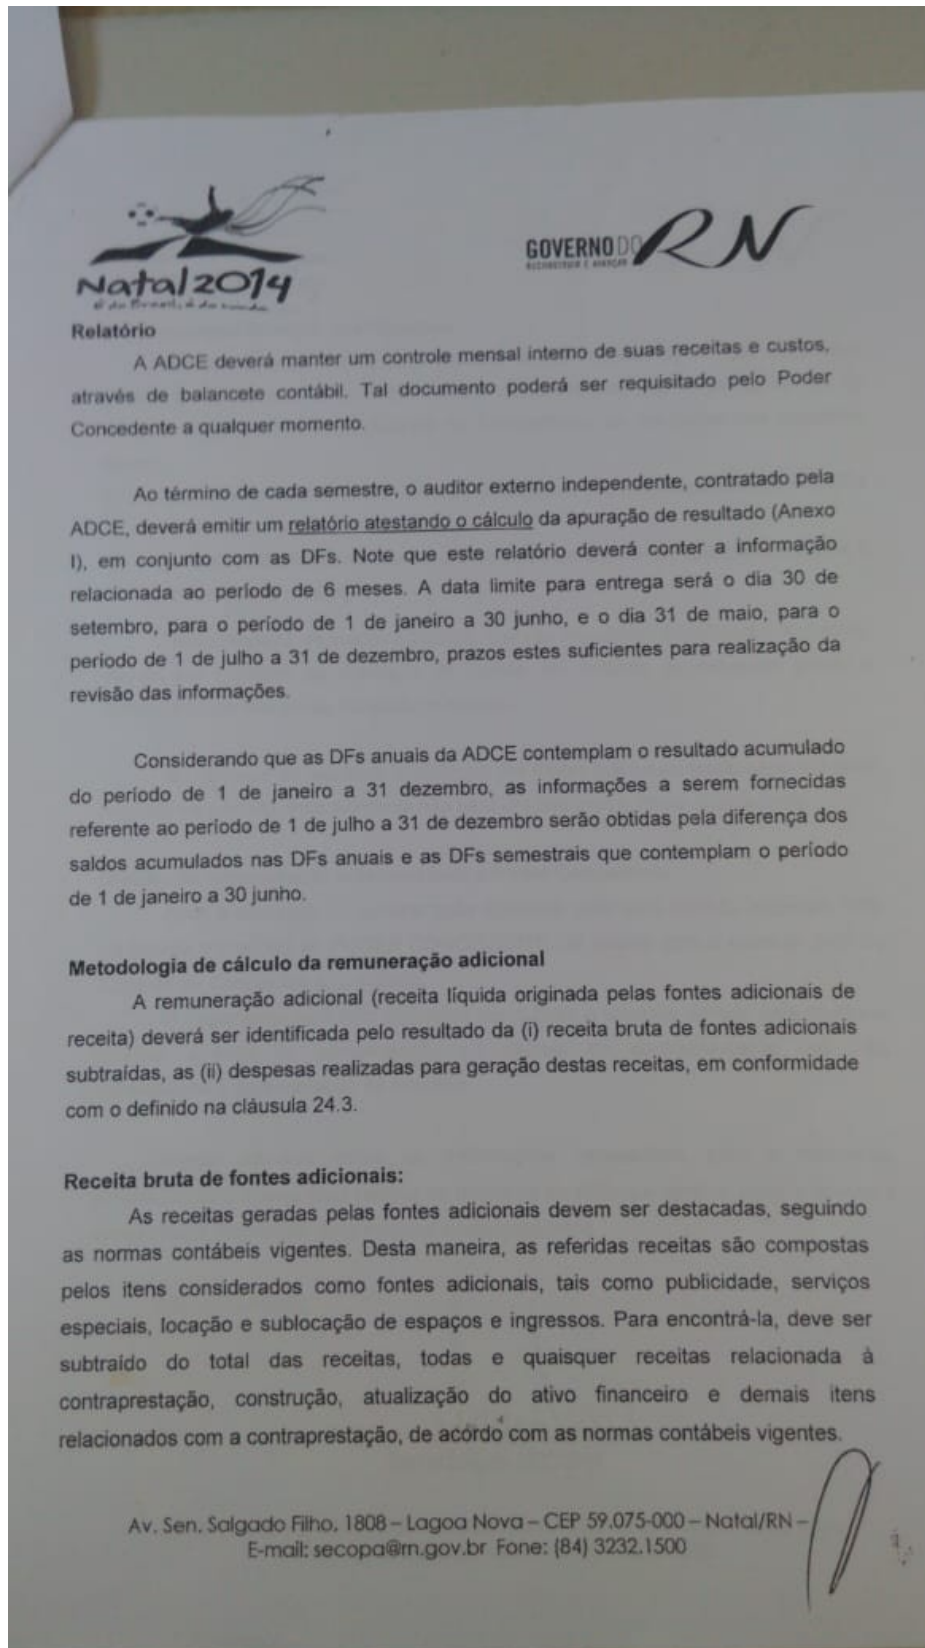 Natal 2014
é do Brasil, é do mundo
GOVERNO DO RN
RECONSTRUIR E AVANÇAR
Relatório
A ADCE deverá manter um controle mensal interno de suas receitas e custos,
através de balancete contábil. Tal documento poderá ser requisitado pelo Poder
Concedente a qualquer momento.
Ao término de cada semestre, o auditor externo independente, contratado pela
ADCE, deverá emitir um relatório atestando o cálculo da apuração de resultado (Anexo
I), em conjunto com as DFs. Note que este relatório deverá conter a informação
relacionada ao período de 6 meses. A data limite para entrega será o dia 30 de
setembro, para o período de 1 de janeiro a 30 junho, e o dia 31 de maio, para o
período de 1 de julho a 31 de dezembro, prazos estes suficientes para realização da
revisão das informações.
Considerando que as DFs anuais da ADCE contemplam o resultado acumulado
do período de 1 de janeiro a 31 dezembro, as informações a serem fornecidas
referente ao período de 1 de julho a 31 de dezembro serão obtidas pela diferença dos
saldos acumulados nas DFs anuais e as DFs semestrais que contemplam o período
de 1 de janeiro a 30 junho.
Metodologia de cálculo da remuneração adicional
A remuneração adicional (receita líquida originada pelas fontes adicionais de
receita) deverá ser identificada pelo resultado da (i) receita bruta de fontes adicionais
subtraídas, as (ii) despesas realizadas para geração destas receitas, em conformidade
com o definido na cláusula 24.3.
Receita bruta de fontes adicionais:
As receitas geradas pelas fontes adicionais devem ser destacadas, seguindo
as normas contábeis vigentes. Desta maneira, as referidas receitas são compostas
pelos itens considerados como fontes adicionais, tais como publicidade, serviços
especiais, locação e sublocação de espaços e ingressos. Para encontrá-la, deve ser
subtraído do total das receitas, todas e quaisquer receitas relacionada à
contraprestação, construção, atualização do ativo financeiro e demais itens
relacionados com a contraprestação, de acordo com as normas contábeis vigentes.
Av. Sen. Salgado Filho, 1808 – Lagoa Nova – CEP 59.075-000 – Natal/RN –
E-mail: secopa@rn.gov.br Fone: (84) 3232.1500